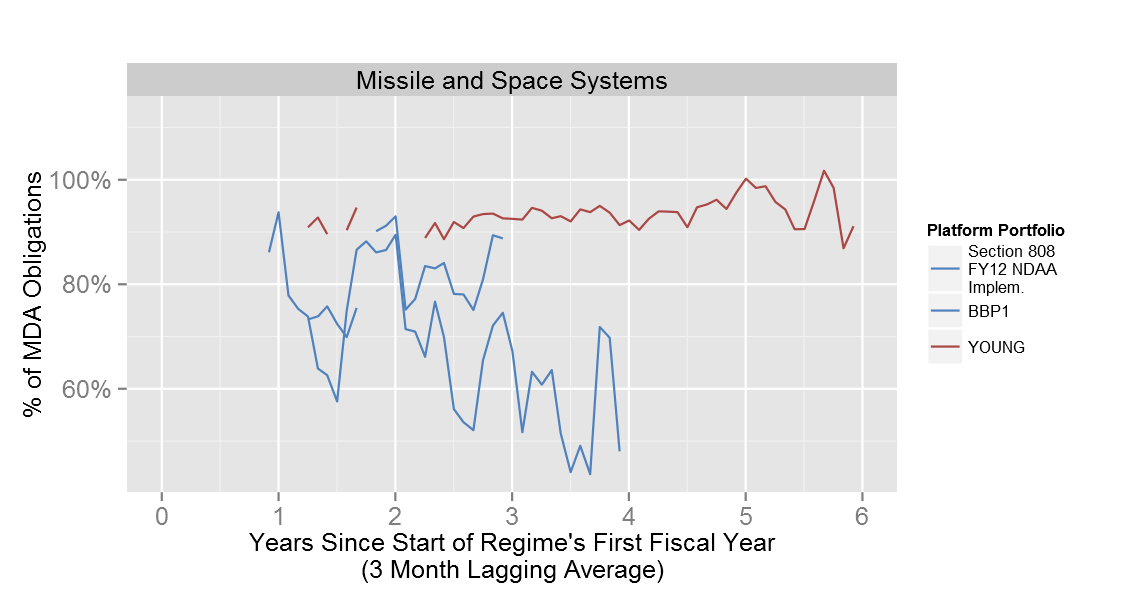 Missile and Space Systems
% of MDA Obligations
100%
80%
60%
0 1 2 3 4 5 6
Years Since Start of Regime's First Fiscal Year
(3 Month Lagging Average)
Platform Portfolio
Section 808
FY12 NDAA
Implem.
BBP1
YOUNG